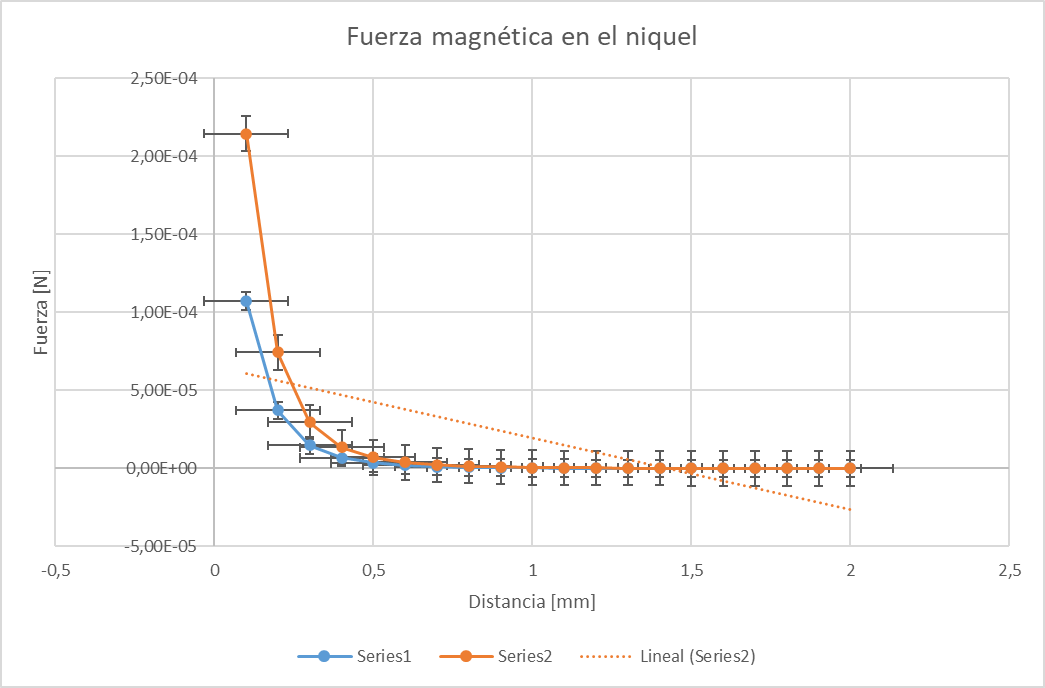 Fuerza magnética en el niquel
2,50E-04
2,00E-04
1,50E-04
1,00E-04
5,00E-05
0,00E+00
-5,00E-05
Fuerza [N]
-0,5 0 0,5 1 1,5 2 2,5
Distancia [mm]
Series1 Series2 Lineal (Series2)